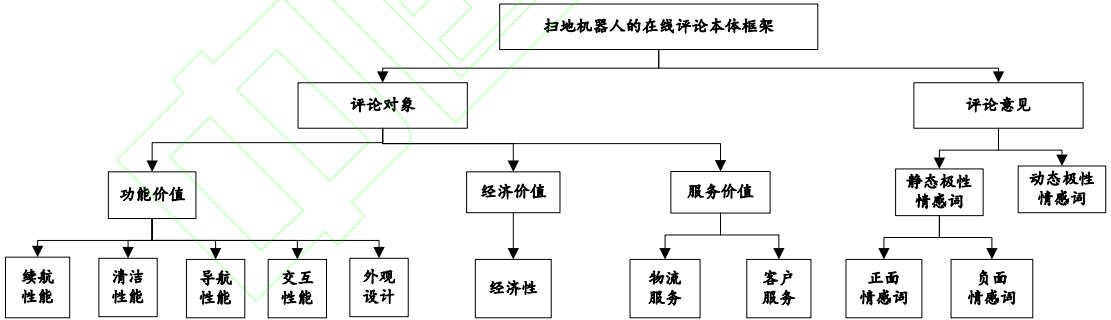 扫地机器人的在线评论本体框架
评论对象
评论意见
功能价值
经济价值
服务价值
静态极性
情感词
动态极性
情感词
续航
性能
清洁
性能
导航
性能
交互
性能
外观
设计
经济性
物流
服务
客户
服务
正面
情感词
负面
情感词